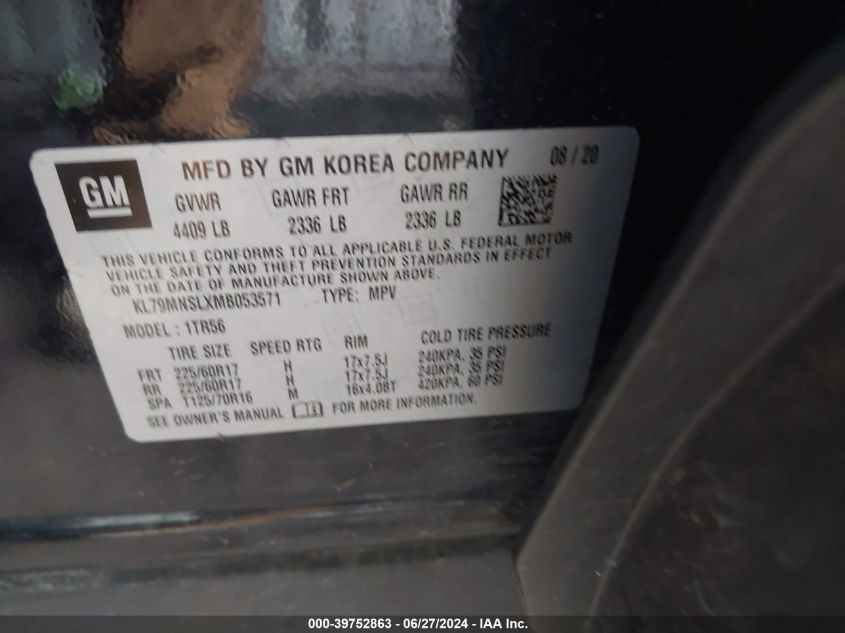 GM
MFD BY GM KOREA COMPANY 08 / 20
GVWR GAWR FRT GAWR RR
4409 LB 2336 LB 2336 LB
THIS VEHICLE CONFORMS TO ALL APPLICABLE U.S. FEDERAL MOTOR
VEHICLE SAFETY AND THEFT PREVENTION STANDARDS IN EFFECT
ON THE DATE OF MANUFACTURE SHOWN ABOVE.
KL79MNSLXMB053571 TYPE: MPV
MODEL : 1TR56
TIRE SIZE SPEED RTG RIM COLD TIRE PRESSURE
FRT 225/60R17 H 17x7.5J 240KPA, 35 PSI
RR 225/60R17 H 17x7.5J 240KPA, 35 PSI
SPA T125/70R16 M 16x4.0BT 420KPA, 60 PSI
SEE OWNER'S MANUAL FOR MORE INFORMATION.
000-39752863 - 06/27/2024 - IAA Inc.